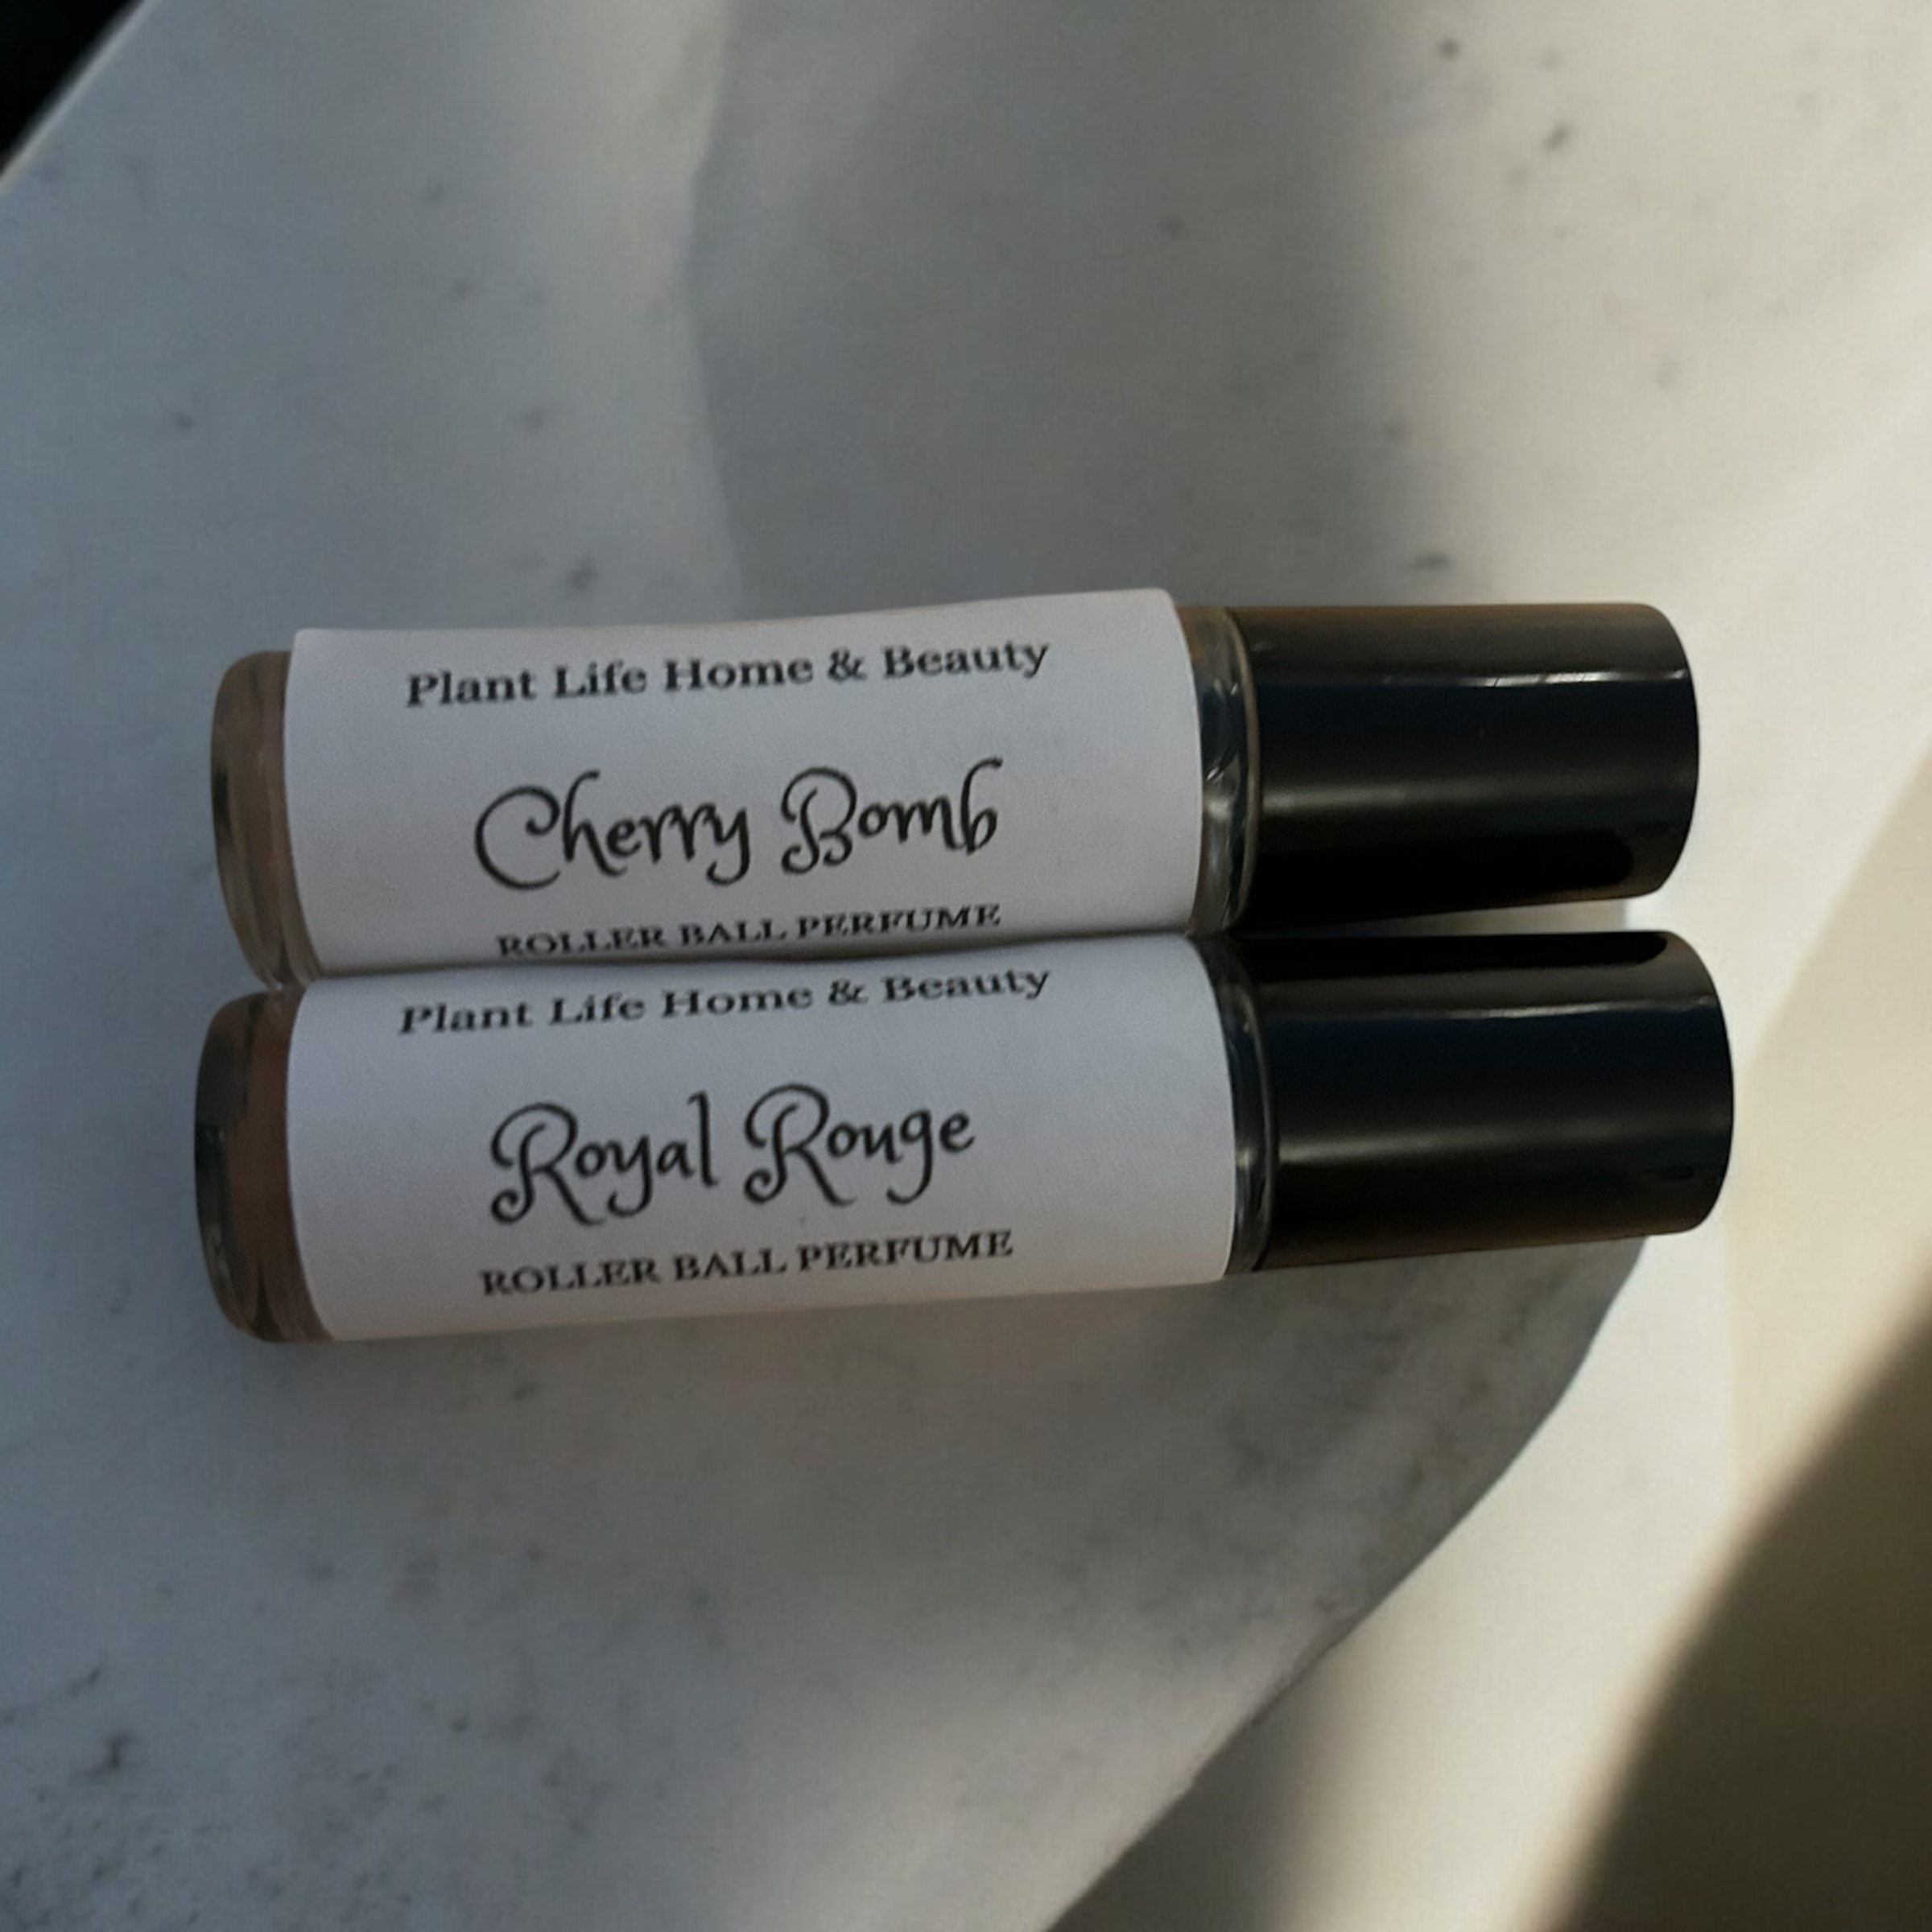 Plant Life Home & Beauty
Cherry Bomb
ROLLER BALL PERFUME
Plant Life Home & Beauty
Royal Rouge
ROLLER BALL PERFUME